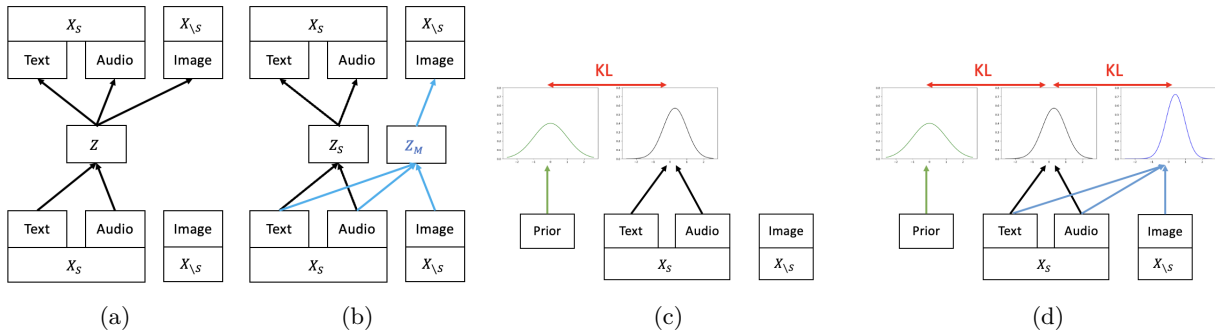 X_S X_\S
Text Audio Image
Z
Text Audio Image
X_S X_\S
(a)
X_S X_\S
Text Audio Image
Z_S Z_M
Text Audio Image
X_S X_\S
(b)
KL
Prior Text Audio Image
X_S X_\S
(c)
KL KL
Prior Text Audio Image
X_S X_\S
(d)